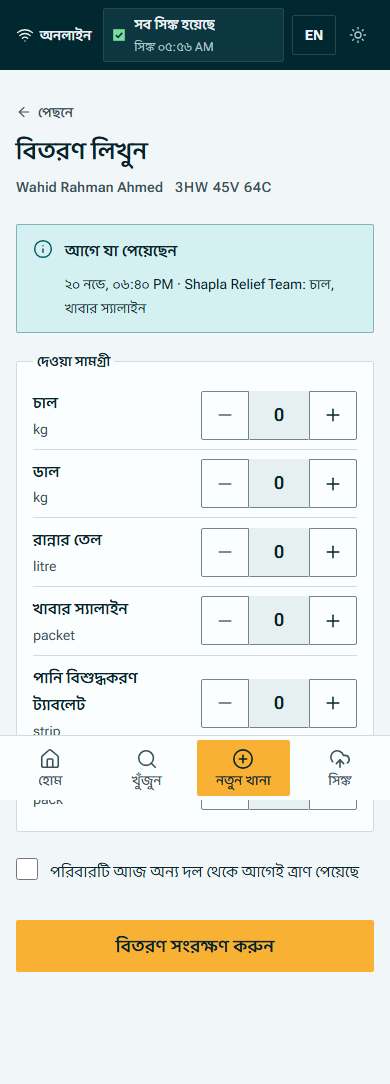 অনলাইন
সব সিঙ্ক হয়েছে
সিঙ্ক ০৫:৫৬ AM
EN
পেছনে
বিতরণ লিখুন
Wahid Rahman Ahmed 3HW 45V 64C
আগে যা পেয়েছেন
২০ নভে, ০৬:৪০ PM · Shapla Relief Team: চাল,
খাবার স্যালাইন
দেওয়া সামগ্রী
চাল
kg
− 0 +
ডাল
kg
− 0 +
রান্নার তেল
litre
− 0 +
খাবার স্যালাইন
packet
− 0 +
পানি বিশুদ্ধকরণ
ট্যাবলেট
strip
− 0 +
হোম
খুঁজুন
নতুন খানা
সিঙ্ক
pack
পরিবারটি আজ অন্য দল থেকে আগেই ত্রাণ পেয়েছে
বিতরণ সংরক্ষণ করুন